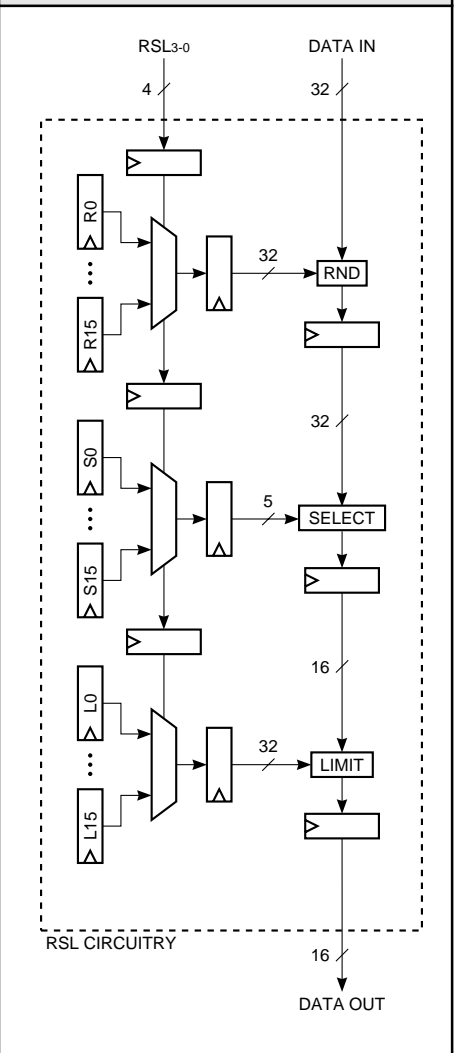 RSL3-0 DATA IN
4 32
R0
R15
32
RND
32
S0
S15
5
SELECT
16
L0
L15
32
LIMIT
RSL CIRCUITRY
16
DATA OUT